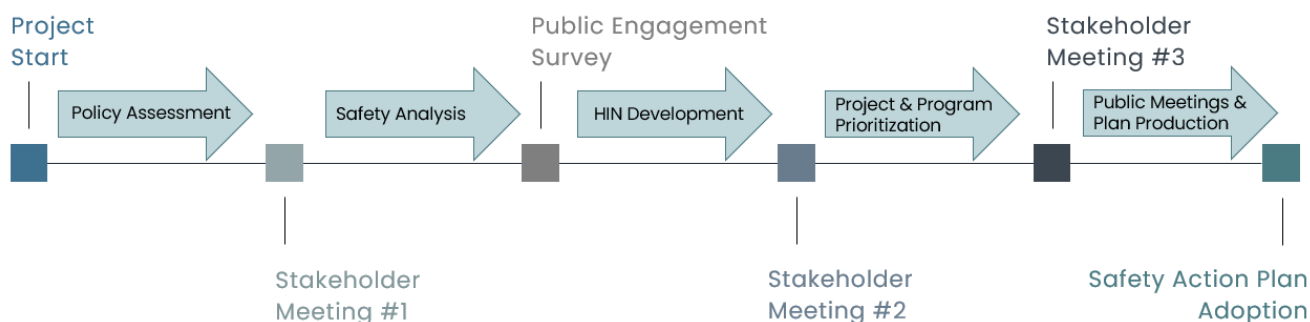 Project
Start
Policy Assessment
Stakeholder
Meeting #1
Safety Analysis
Public Engagement
Survey
HIN Development
Stakeholder
Meeting #2
Project & Program
Prioritization
Stakeholder
Meeting #3
Public Meetings &
Plan Production
Safety Action Plan
Adoption